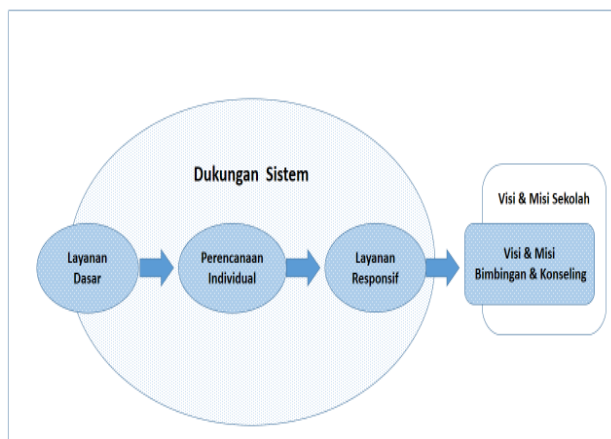 Dukungan Sistem
Layanan
Dasar
Perencanaan
Individual
Layanan
Responsif
Visi & Misi Sekolah
Visi & Misi
Bimbingan & Konseling